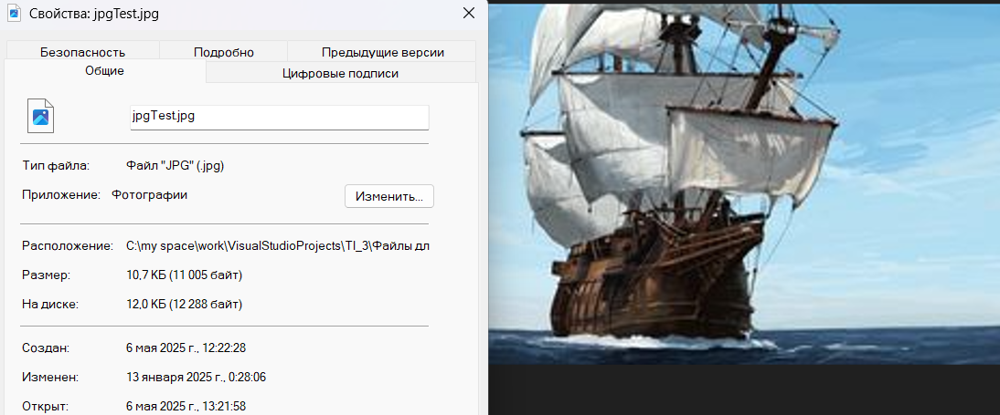 Свойства: jpgTest.jpg
Безопасность Подробно Предыдущие версии
Общие Цифровые подписи
jpgTest.jpg
Тип файла: Файл "JPG" (.jpg)
Приложение: Фотографии Изменить...
Расположение: C:\my space\work\VisualStudioProjects\TI_3\Файлы дл
Размер: 10,7 КБ (11 005 байт)
На диске: 12,0 КБ (12 288 байт)
Создан: 6 мая 2025 г., 12:22:28
Изменен: 13 января 2025 г., 0:28:06
Открыт: 6 мая 2025 г., 13:21:58